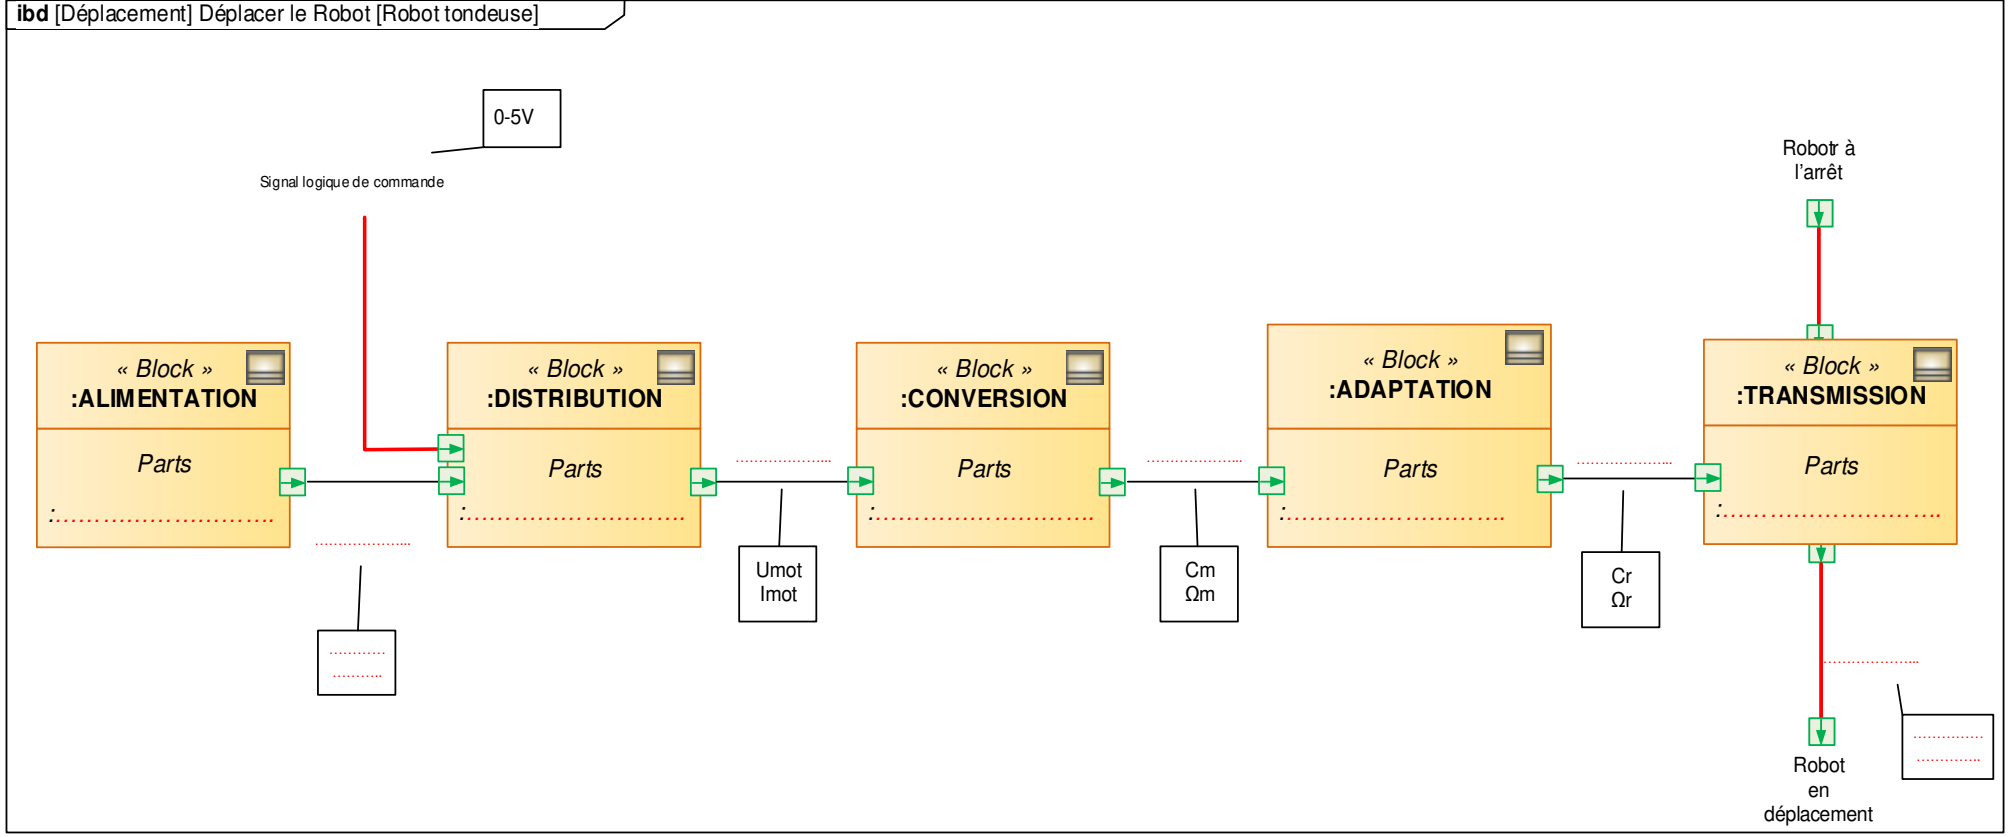 ibd [Déplacement] Déplacer le Robot [Robot tondeuse]
0-5V
Signal logique de commande
Robotr à
l'arrêt
« Block »
:ALIMENTATION
Parts
:...........................
« Block »
:DISTRIBUTION
Parts
:...........................
« Block »
:CONVERSION
Parts
:...........................
« Block »
:ADAPTATION
Parts
:...........................
« Block »
:TRANSMISSION
Parts
:...........................
....................
....................
....................
....................
............
...........
Umot
Imot
Cm
Ωm
Cr
Ωr
....................
...............
..............
Robot
en
déplacement